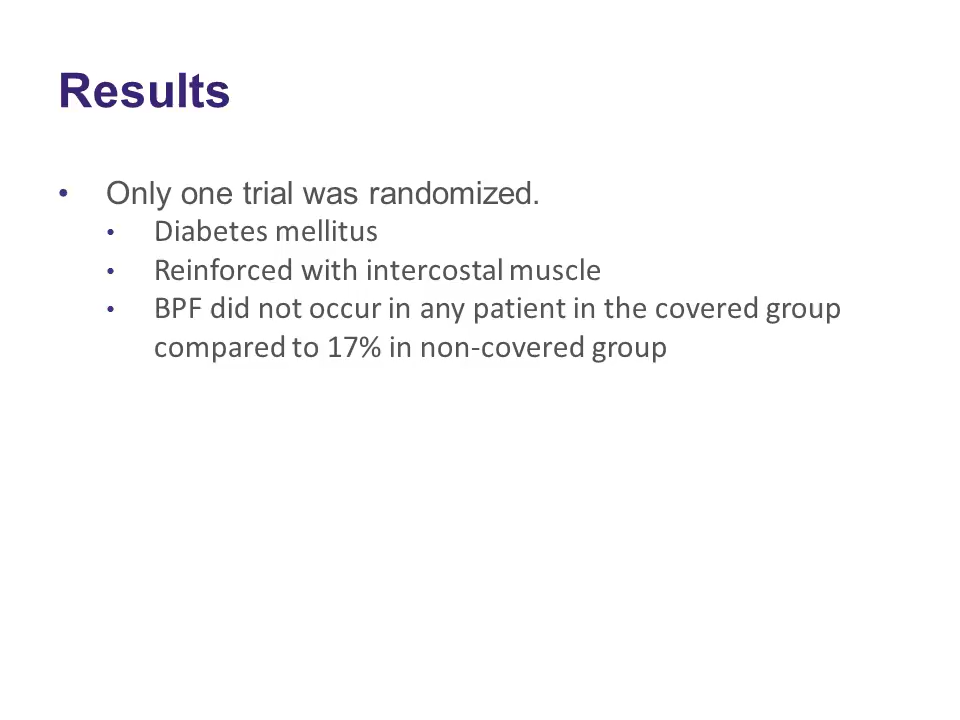 Results
• Only one trial was randomized.
• Diabetes mellitus
• Reinforced with intercostal muscle
• BPF did not occur in any patient in the covered group
compared to 17% in non-covered group